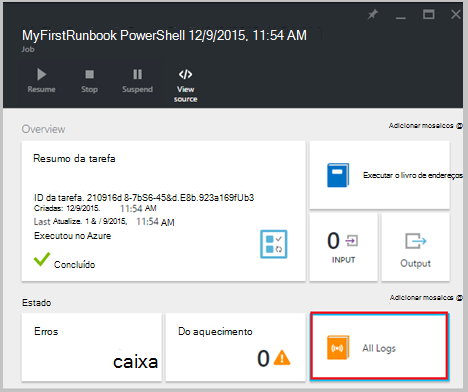 MyFirstRunbook PowerShell 12/9/2015, 11:54 AM
Job
Resume
Stop
Suspend
View source
Overview
Adicionar mosaicos @
Resumo da tarefa
ID da tarefa. 210916d 8-7bS6-45&d.E8b.923a169fUb3
Criadas: 12/9/2015. 11:54 AM
Last Atualize. 1 & / 9/2015, 11:54 AM
Executou no Azure
Concluído
Executar o livro de endereços
0
INPUT
Output
Estado
Adicionar mosaicos @
Erros
caixa
Do aquecimento
0
All Logs